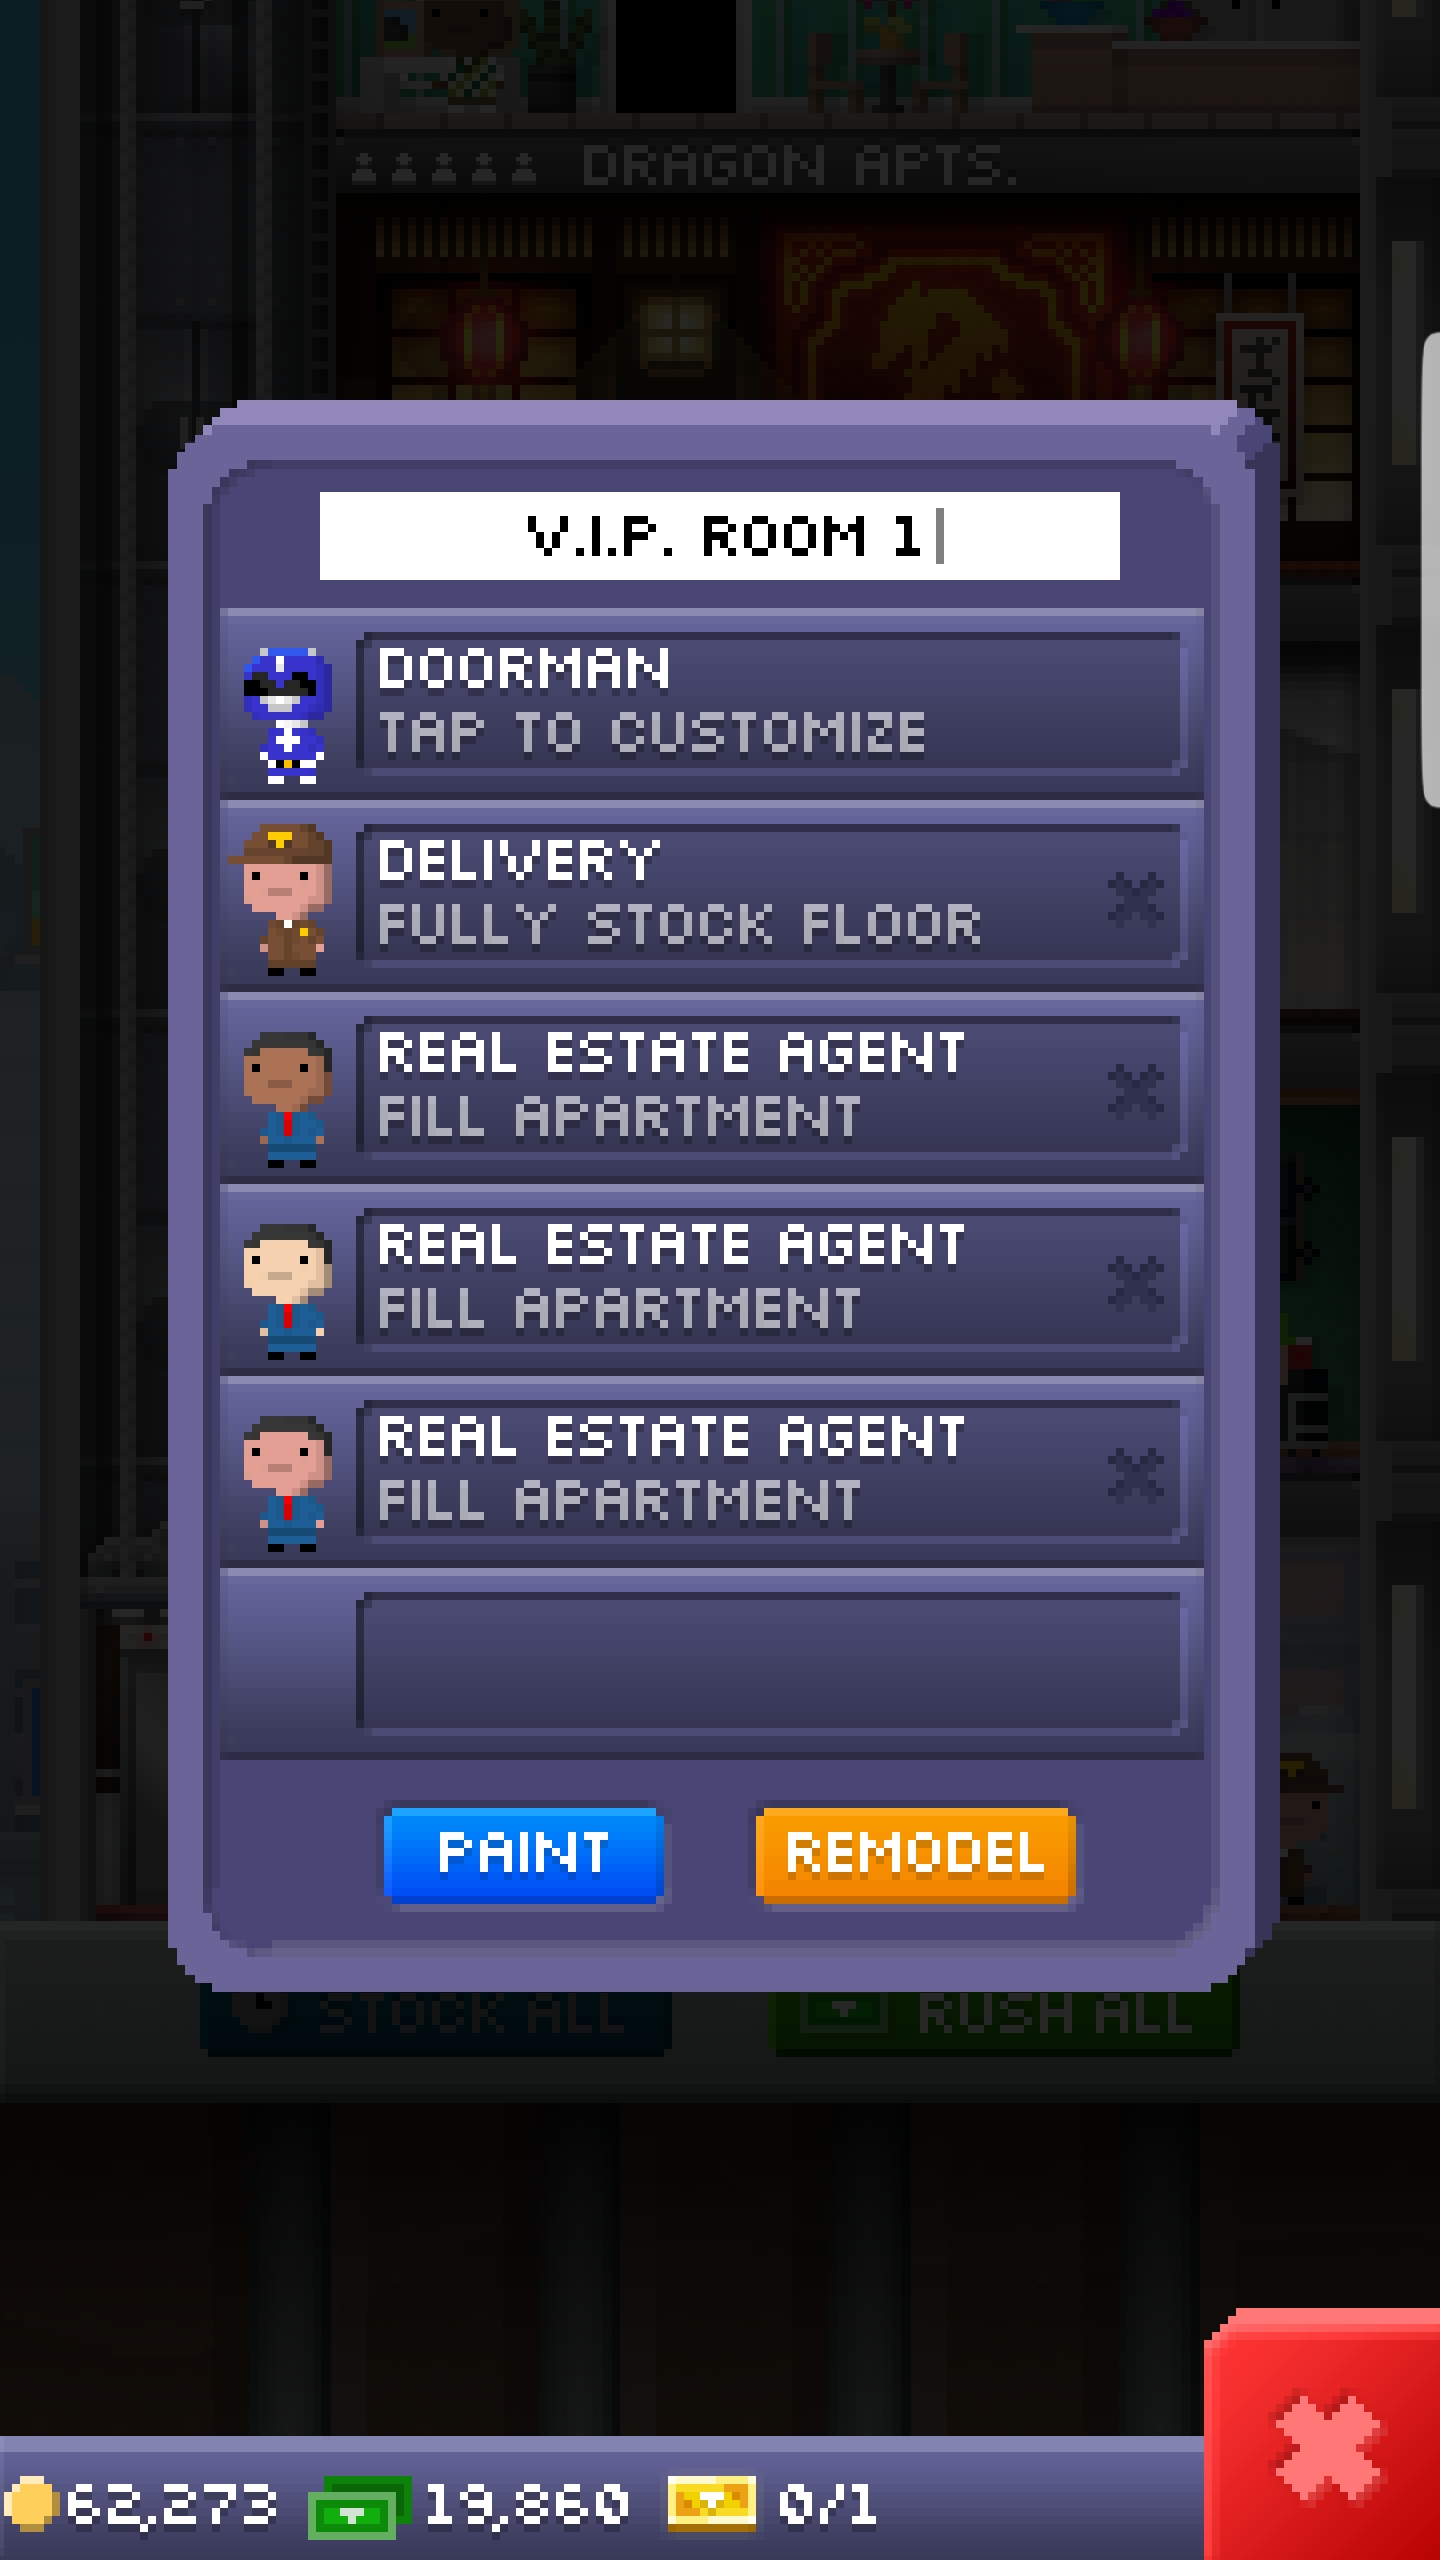 DRAGON APTS.
V.I.P. ROOM 1
DOORMAN
TAP TO CUSTOMIZE
DELIVERY
FULLY STOCK FLOOR
REAL ESTATE AGENT
FILL APARTMENT
REAL ESTATE AGENT
FILL APARTMENT
REAL ESTATE AGENT
FILL APARTMENT
PAINT REMODEL
STOCK ALL RUSH ALL
62,273 19,860 0/1